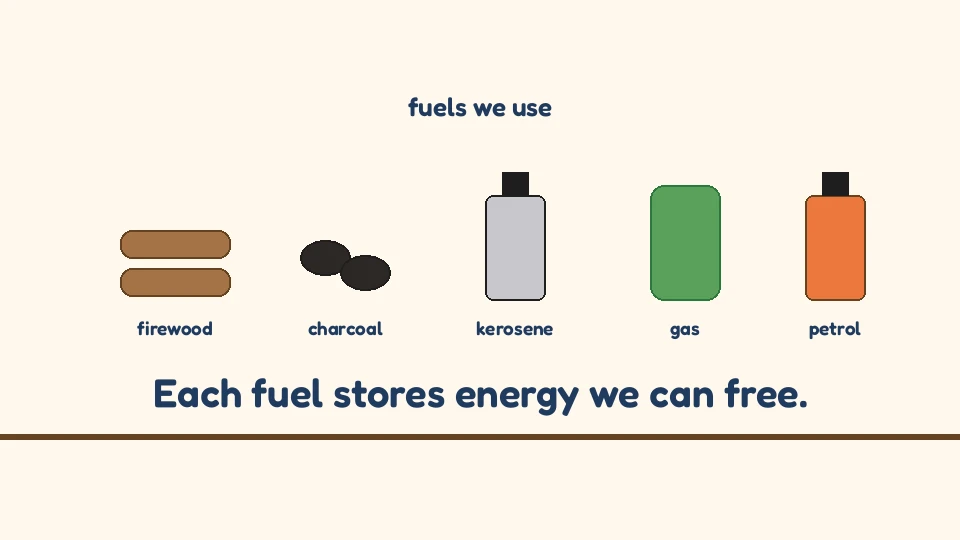 fuels we use
firewood
charcoal
kerosene
gas
petrol
Each fuel stores energy we can free.